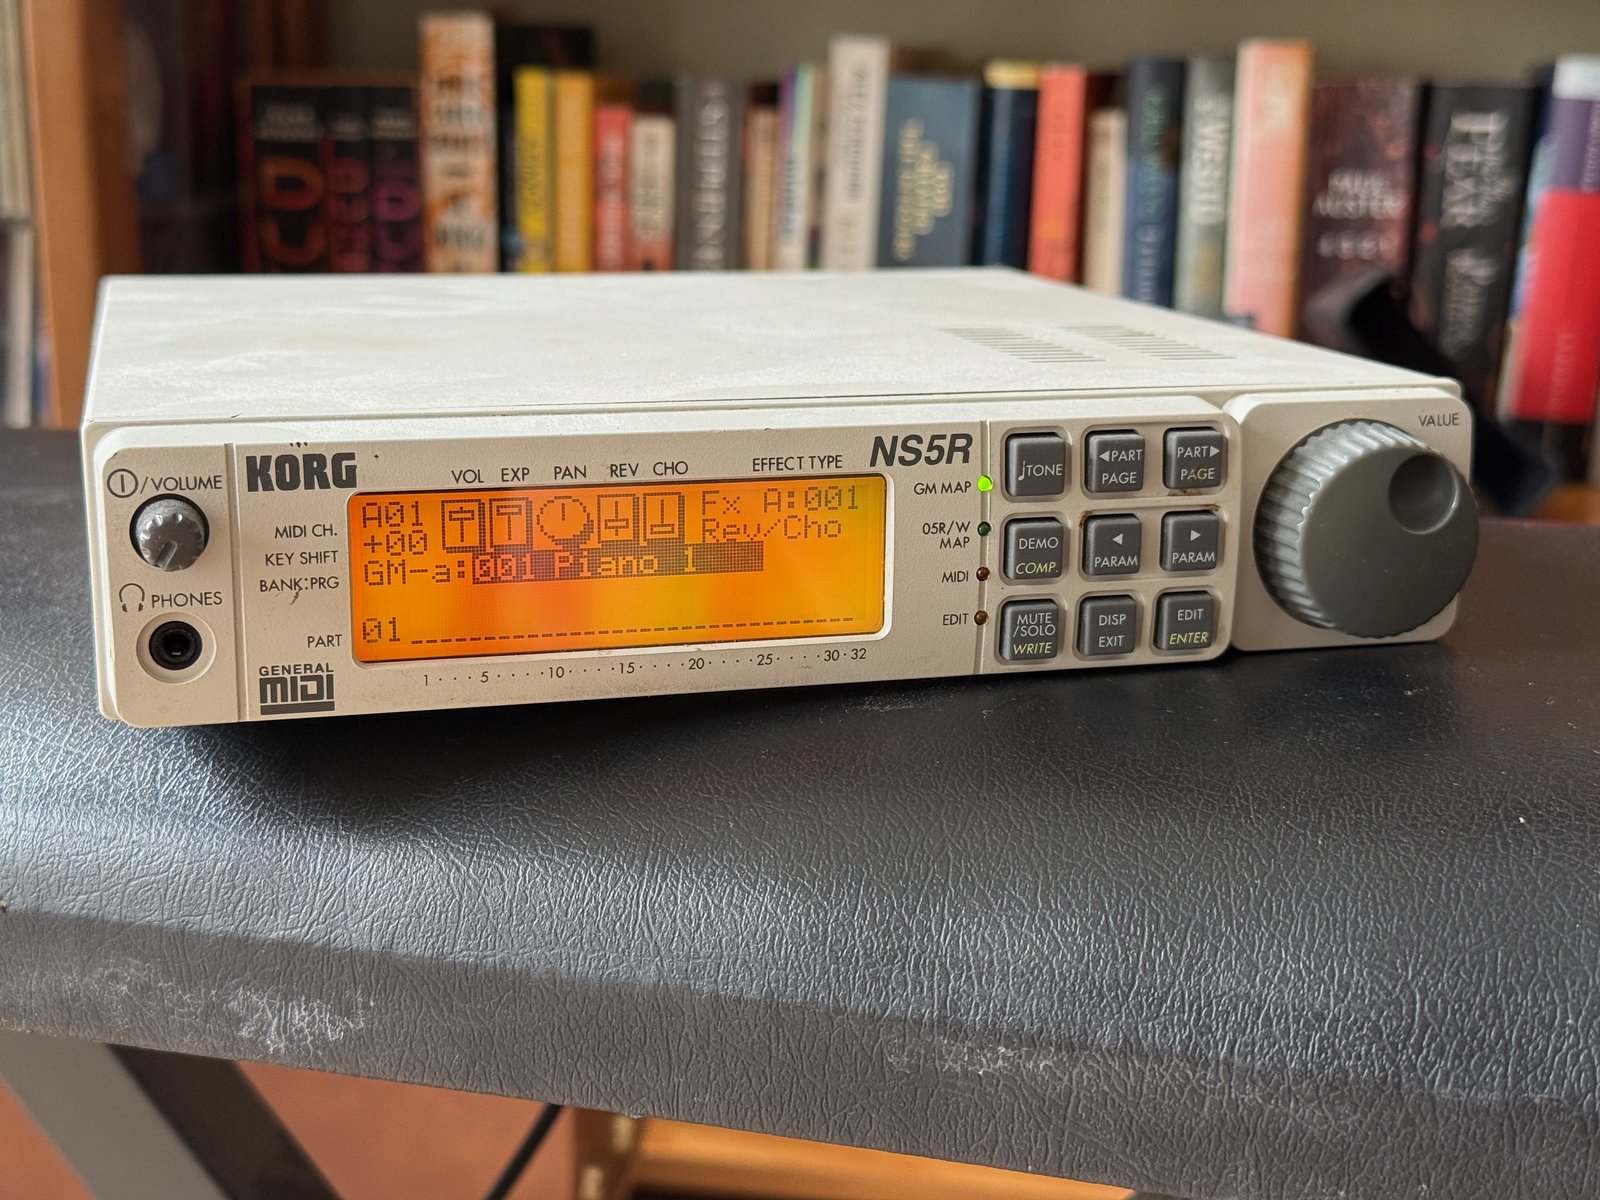 KORG
NS5R
VALUE
/VOLUME
PHONES
VOL EXP PAN REV CHO EFFECT TYPE
MIDI CH.
KEY SHIFT
BANK:PRG
PART
A01
+00
Fx A:001
Rev/Cho
GM-a:001 Piano 1
01
1 · · · 5 · · · · 10 · · · · 15 · · · · 20 · · · · 25 · · · · 30 · 32
GENERAL
MIDI
GM MAP
05R/W
MAP
MIDI
EDIT
♩TONE
◀PART
PAGE
PART▶
PAGE
DEMO
COMP.
◀
PARAM
▶
PARAM
MUTE
/SOLO
WRITE
DISP
EXIT
EDIT
ENTER